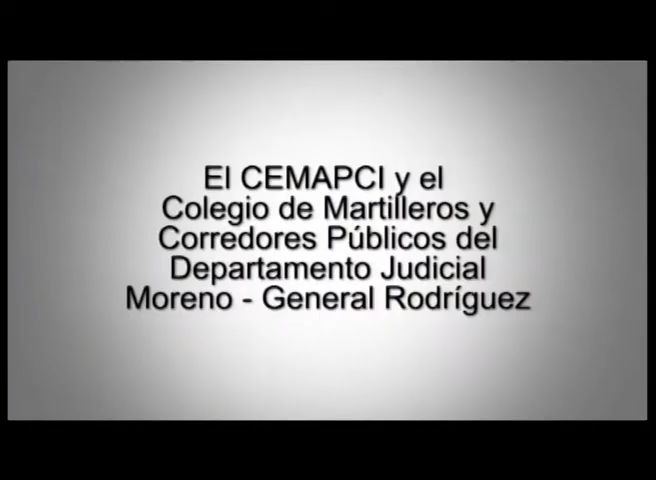 El CEMAPCI y el
Colegio de Martilleros y
Corredores Públicos del
Departamento Judicial
Moreno - General Rodríguez